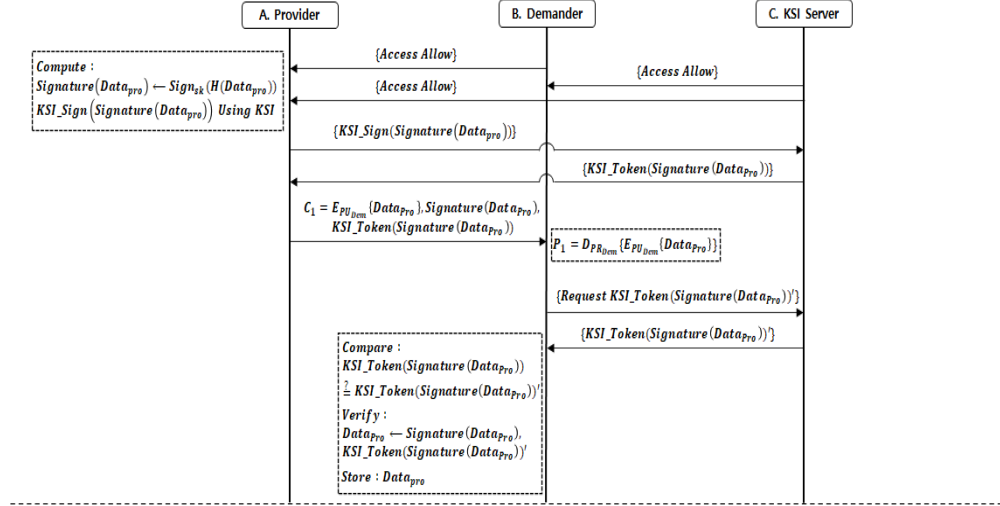 A. Provider
B. Demander
C. KSI Server
{Access Allow}
{Access Allow}
{Access Allow}
Compute :
Signature(Data_pro) ← Sign_sk(H(Data_pro))
KSI_Sign(Signature(Data_pro)) Using KSI
{KSI_Sign(Signature(Data_pro))}
{KSI_Token(Signature(Data_Pro))}
C_1 = E_PU_Dem{Data_Pro}, Signature(Data_Pro),
KSI_Token(Signature(Data_Pro))
P_1 = D_PR_Dem{E_PU_Dem{Data_Pro}}
{Request KSI_Token(Signature(Data_Pro))'}
{KSI_Token(Signature(Data_Pro))'}
Compare :
KSI_Token(Signature(Data_Pro))
≟ KSI_Token(Signature(Data_Pro))'
Verify :
Data_Pro ← Signature(Data_Pro),
KSI_Token(Signature(Data_Pro))'
Store : Data_pro